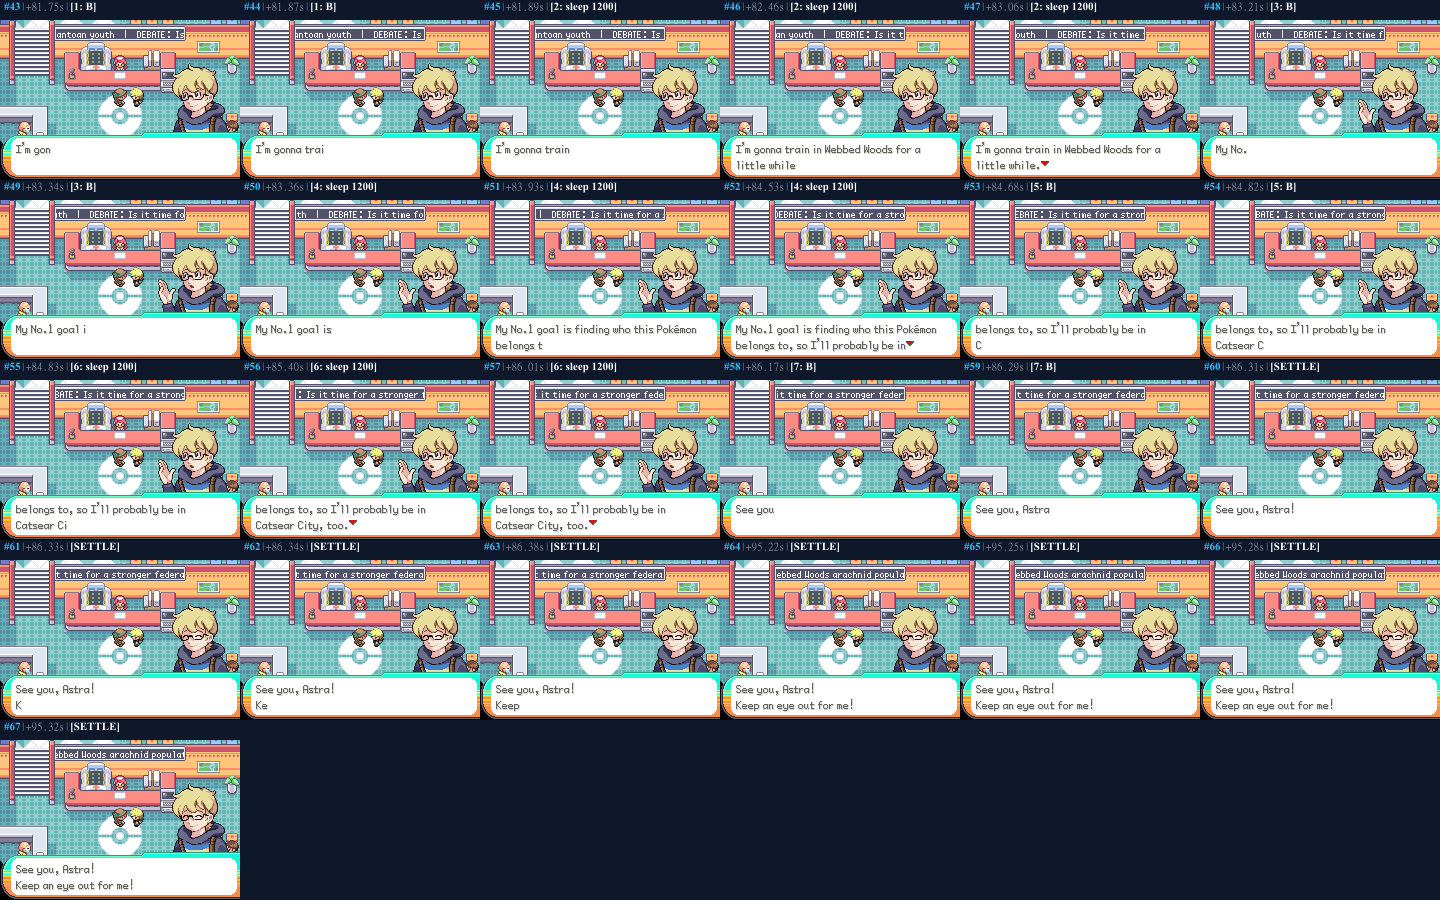 #43|+81.75s|[1: B]
antoan youth | DEBATE: Is
I'm gon
#44|+81.87s|[1: B]
antoan youth | DEBATE: Is
I'm gonna trai
#45|+81.89s|[2: sleep 1200]
ntoan youth | DEBATE: Is
I'm gonna train
#46|+82.46s|[2: sleep 1200]
an youth | DEBATE: Is it t
I'm gonna train in Webbed Woods for a
little while
#47|+83.06s|[2: sleep 1200]
outh | DEBATE: Is it time
I'm gonna train in Webbed Woods for a
little while.
#48|+83.21s|[3: B]
uth | DEBATE: Is it time f
My No.
#49|+83.34s|[3: B]
uth | DEBATE: Is it time fo
My No.1 goal i
#50|+83.36s|[4: sleep 1200]
th | DEBATE: Is it time fo
My No.1 goal is
#51|+83.93s|[4: sleep 1200]
| DEBATE: Is it time for a
My No.1 goal is finding who this Pokémon
belongs t
#52|+84.53s|[4: sleep 1200]
DEBATE: Is it time for a stro
My No.1 goal is finding who this Pokémon
belongs to, so I'll probably be in
#53|+84.68s|[5: B]
EBATE: Is it time for a stron
belongs to, so I'll probably be in
C
#54|+84.82s|[5: B]
BATE: Is it time for a strong
belongs to, so I'll probably be in
Catsear C
#55|+84.83s|[6: sleep 1200]
BATE: Is it time for a strong
belongs to, so I'll probably be in
Catsear Ci
#56|+85.40s|[6: sleep 1200]
: Is it time for a stronger f
belongs to, so I'll probably be in
Catsear City, too.
#57|+86.01s|[6: sleep 1200]
it time for a stronger fede
belongs to, so I'll probably be in
Catsear City, too.
#58|+86.17s|[7: B]
it time for a stronger feder
See you
#59|+86.29s|[7: B]
t time for a stronger federa
See you, Astra
#60|+86.31s|[SETTLE]
t time for a stronger federa
See you, Astra!
#61|+86.33s|[SETTLE]
t time for a stronger federa
See you, Astra!
K
#62|+86.34s|[SETTLE]
t time for a stronger federa
See you, Astra!
Ke
#63|+86.38s|[SETTLE]
time for a stronger federa
See you, Astra!
Keep
#64|+95.22s|[SETTLE]
ebbed Woods arachnid popula
See you, Astra!
Keep an eye out for me!
#65|+95.25s|[SETTLE]
ebbed Woods arachnid popula
See you, Astra!
Keep an eye out for me!
#66|+95.28s|[SETTLE]
ebbed Woods arachnid populat
See you, Astra!
Keep an eye out for me!
#67|+95.32s|[SETTLE]
ebbed Woods arachnid populat
See you, Astra!
Keep an eye out for me!